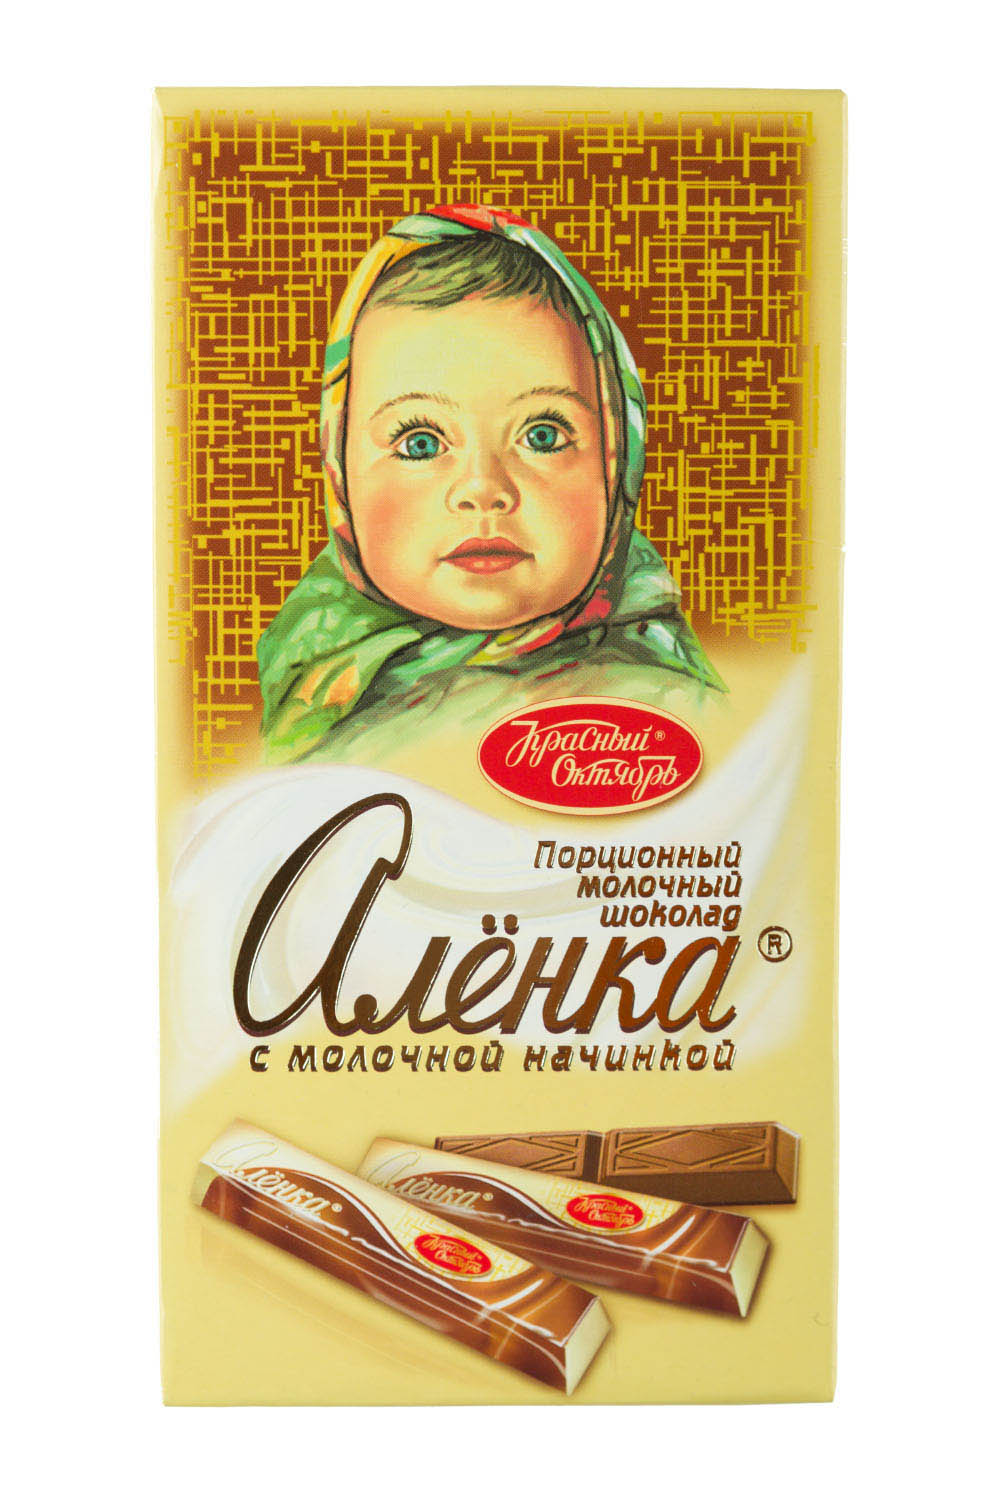 Красный®
Октябрь
Порционный
молочный
шоколад
Алёнка®
с молочной начинкой
Алёнка®
Красный®
Октябрь
Алёнка®
Красный®
Октябрь